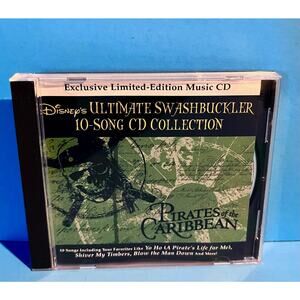 Exclusive Limited-Edition Music CD
Disney's Ultimate Swashbuckler
10-Song CD Collection
Pirates of the
Caribbean
10 Songs Including Your Favorites Like Yo Ho (A Pirate's Life for Me),
Shiver My Timbers, Blow the Man Down And More!